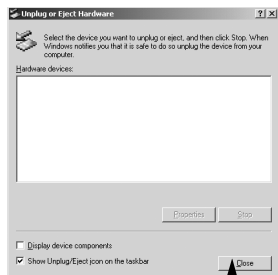 Unplug or Eject Hardware
Select the device you want to unplug or eject, and then click Stop. When
Windows notifies you that it is safe to do so unplug the device from your
computer.
Hardware devices:
Properties
Stop
Display device components
Show Unplug/Eject icon on the taskbar
Close